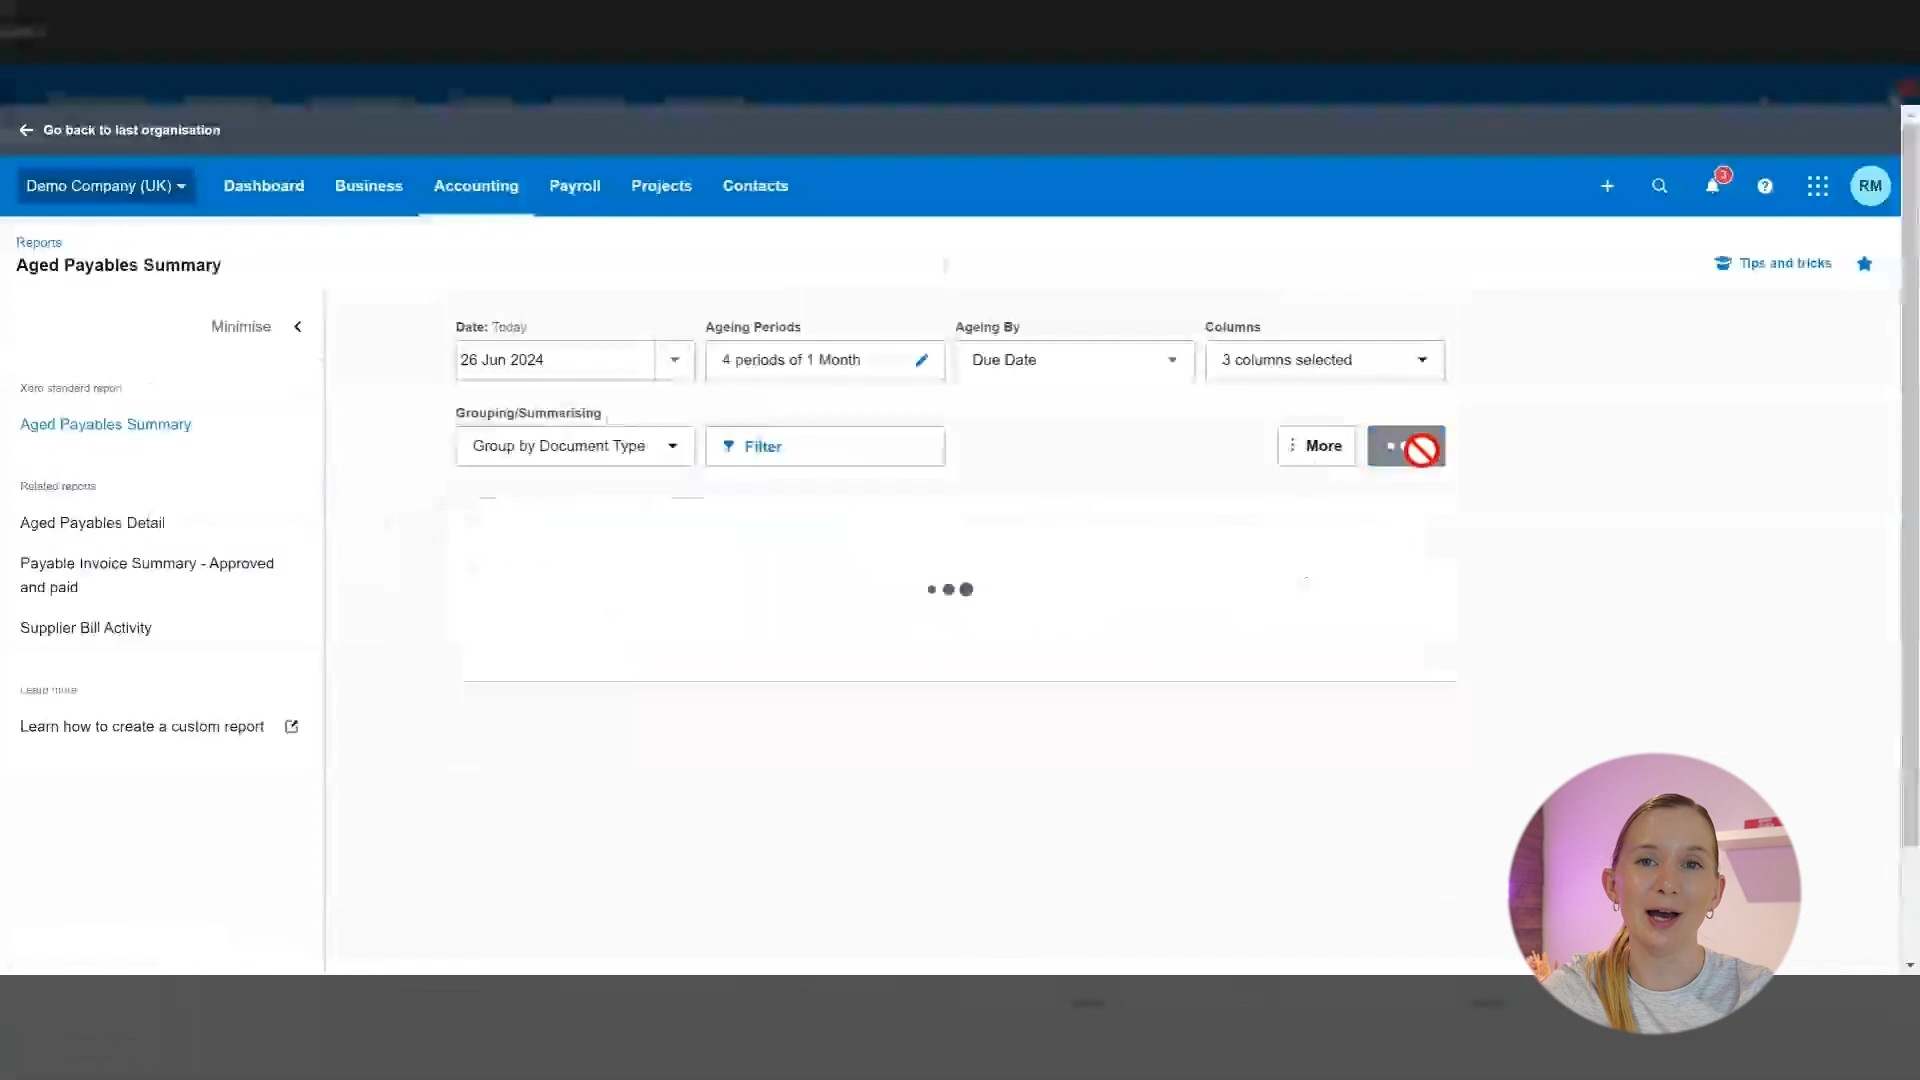 Go back to last organisation
Demo Company (UK)
Dashboard
Business
Accounting
Payroll
Projects
Contacts
3
RM
Reports
Aged Payables Summary
Tips and tricks
Minimise
Date: Today
Ageing Periods
Ageing By
Columns
26 Jun 2024
4 periods of 1 Month
Due Date
3 columns selected
Xero standard report
Grouping/Summarising
Aged Payables Summary
Group by Document Type
Filter
More
Related reports
Aged Payables Detail
Payable Invoice Summary - Approved
and paid
Supplier Bill Activity
Learn more
Learn how to create a custom report